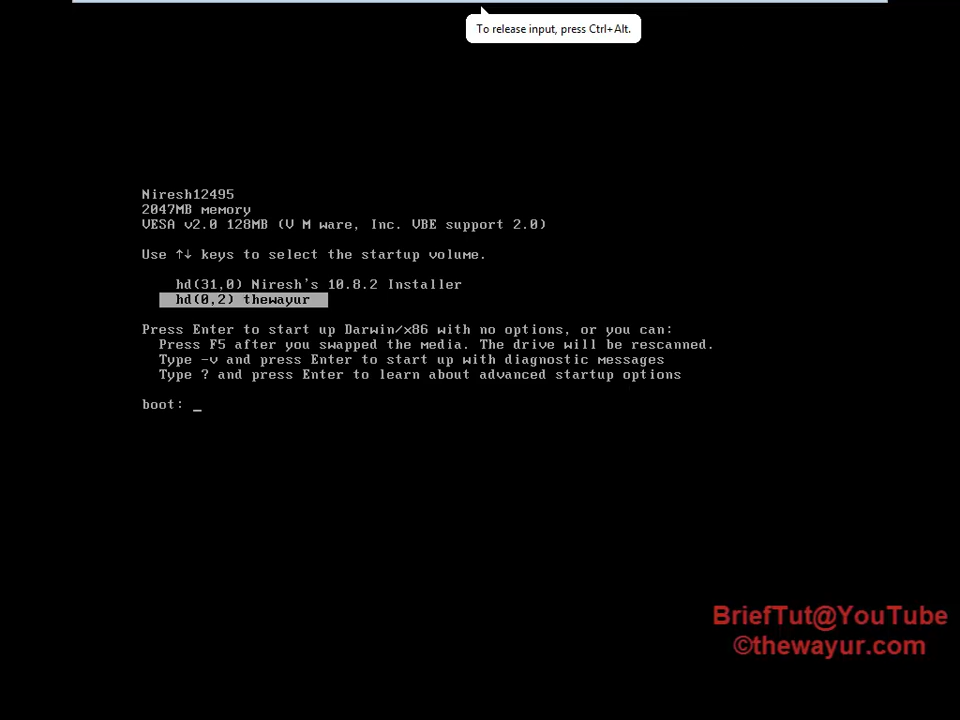 To release input, press Ctrl+Alt.
Niresh12495
2047MB memory
VESA v2.0 128MB (V M ware, Inc. VBE support 2.0)
Use ↑↓ keys to select the startup volume.
hd(31,0) Niresh's 10.8.2 Installer
hd(0,2) thewayur
Press Enter to start up Darwin/x86 with no options, or you can:
Press F5 after you swapped the media. The drive will be rescanned.
Type -v and press Enter to start up with diagnostic messages
Type ? and press Enter to learn about advanced startup options
boot: _
BriefTut@YouTube
©thewayur.com